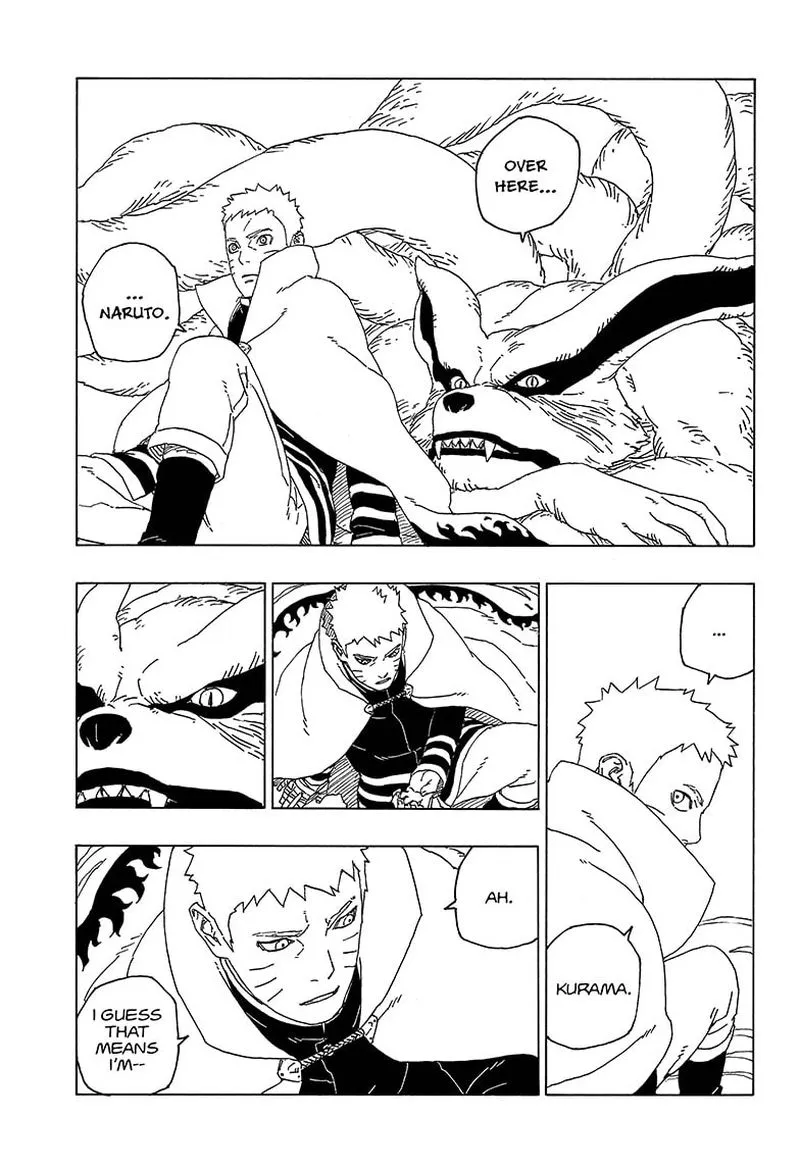 OVER
HERE...
...
NARUTO.
...
KURAMA.
AH.
I GUESS
THAT
MEANS
I'M--